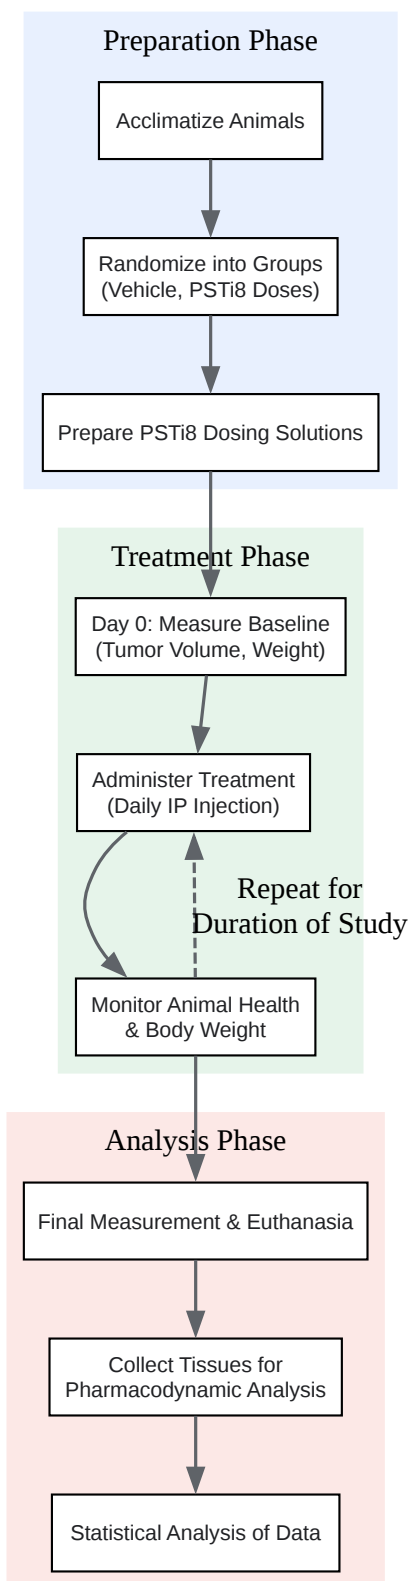 Preparation Phase
Acclimatize Animals
Randomize into Groups
(Vehicle, PSTi8 Doses)
Prepare PSTi8 Dosing Solutions
Treatment Phase
Day 0: Measure Baseline
(Tumor Volume, Weight)
Administer Treatment
(Daily IP Injection)
Repeat for
Duration of Study
Monitor Animal Health
& Body Weight
Analysis Phase
Final Measurement & Euthanasia
Collect Tissues for
Pharmacodynamic Analysis
Statistical Analysis of Data